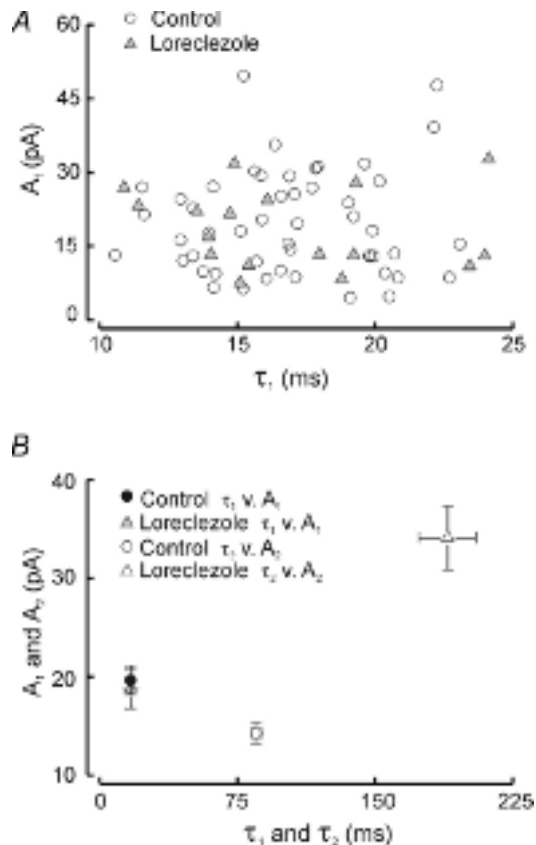 A
Control
Loreclezole
60
45
30
15
0
A₁ (pA)
10 15 20 25
τ₁ (ms)
B
40
30
20
10
A₁ and A₂ (pA)
Control τ₁ v. A₁
Loreclezole τ₁ v. A₁
Control τ₁ v. A₂
Loreclezole τ₂ v. A₂
0 75 150 225
τ₁ and τ₂ (ms)